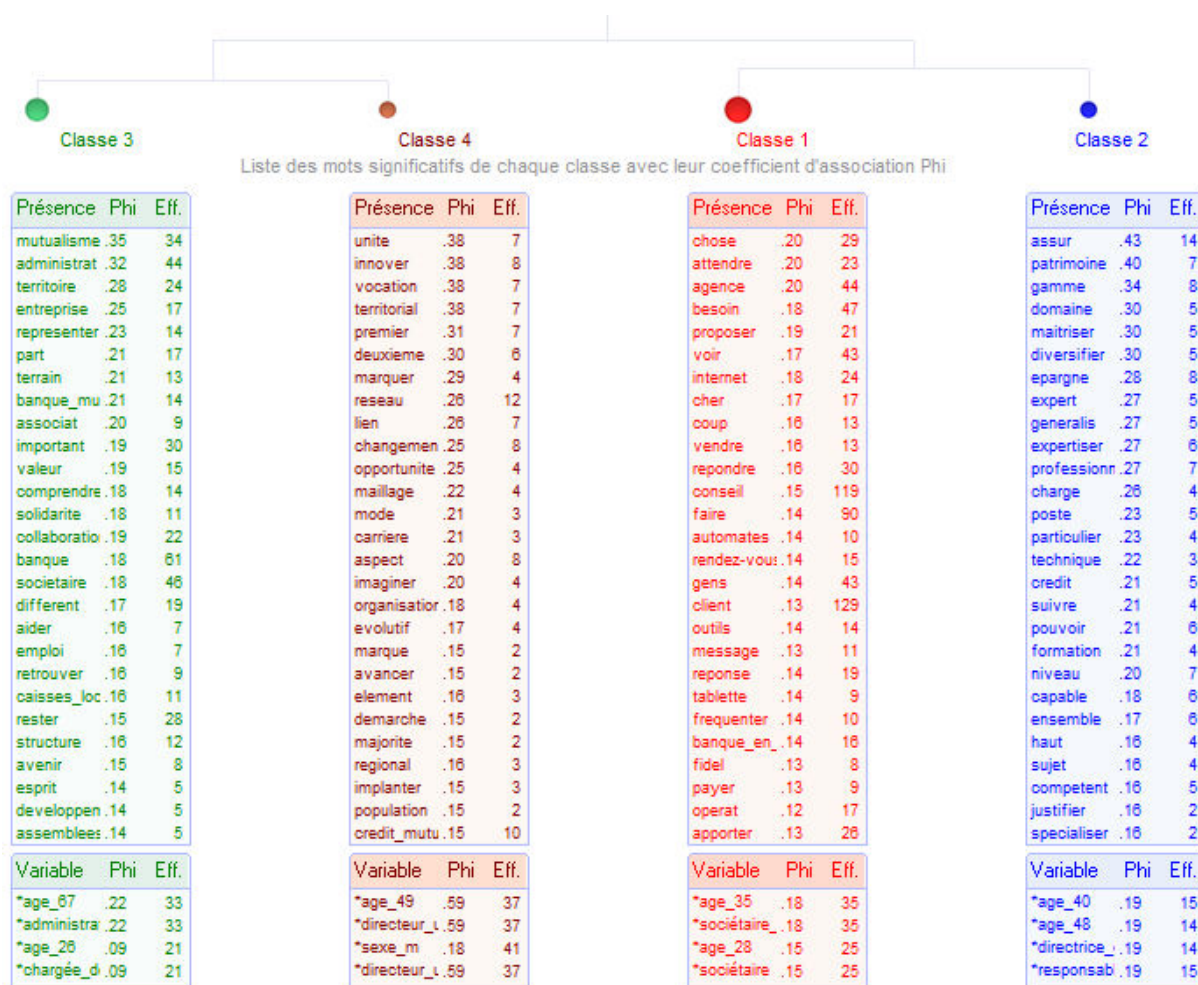 Classe 3 Classe 4 Classe 1 Classe 2
Liste des mots significatifs de chaque classe avec leur coefficient d'association Phi
Présence Phi Eff. Présence Phi Eff. Présence Phi Eff. Présence Phi Eff.
mutualisme .35 34 unite .38 7 chose .20 29 assur .43 14
administrat .32 44 innover .38 8 attendre .20 23 patrimoine .40 7
territoire .28 24 vocation .38 7 agence .20 44 gamme .34 8
entreprise .25 17 territorial .38 7 besoin .18 47 domaine .30 5
representer .23 14 premier .31 7 proposer .19 21 maitriser .30 5
part .21 17 deuxieme .30 6 voir .17 43 diversifier .30 5
terrain .21 13 marquer .29 4 internet .18 24 epargne .28 8
banque_mu .21 14 reseau .26 12 cher .17 17 expert .27 5
associat .20 9 lien .26 7 coup .16 13 generalis .27 5
important .19 30 changemen .25 8 vendre .16 13 expertiser .27 6
valeur .19 15 opportunite .25 4 repondre .16 30 professionn .27 7
comprendre .18 14 maillage .22 4 conseil .15 119 charge .26 4
solidarite .18 11 mode .21 3 faire .14 90 poste .23 5
collaboratio .19 22 carriere .21 3 automates .14 10 particulier .23 4
banque .18 61 aspect .20 8 rendez-vous .14 15 technique .22 3
societaire .18 46 imaginer .20 4 gens .14 43 credit .21 5
different .17 19 organisation .18 4 client .13 129 suivre .21 4
aider .16 7 evolutif .17 4 outils .14 14 pouvoir .21 6
emploi .16 7 marque .15 2 message .13 11 formation .21 4
retrouver .16 9 avancer .15 2 reponse .14 19 niveau .20 7
caisses_loc .16 11 element .16 3 tablette .14 9 capable .18 6
rester .15 28 demarche .15 2 frequenter .14 10 ensemble .17 6
structure .16 12 majorite .15 2 banque_en_ .14 16 haut .16 4
avenir .15 8 regional .16 3 fidel .13 8 sujet .16 4
esprit .14 5 implanter .15 3 payer .13 9 competent .16 5
developpen .14 5 population .15 2 operat .12 17 justifier .16 2
assemblees .14 5 credit_mutu .15 10 apporter .13 26 specialiser .16 2
Variable Phi Eff. Variable Phi Eff. Variable Phi Eff. Variable Phi Eff.
*age_67 .22 33 *age_49 .59 37 *age_35 .18 35 *age_40 .19 15
*administra .22 33 *directeur_u .59 37 *sociétaire_ .18 35 *age_48 .19 14
*age_26 .09 21 *sexe_m .18 41 *age_28 .15 25 *directrice_ .19 14
*chargée_d .09 21 *directeur_u .59 37 *sociétaire .15 25 *responsabl .19 15